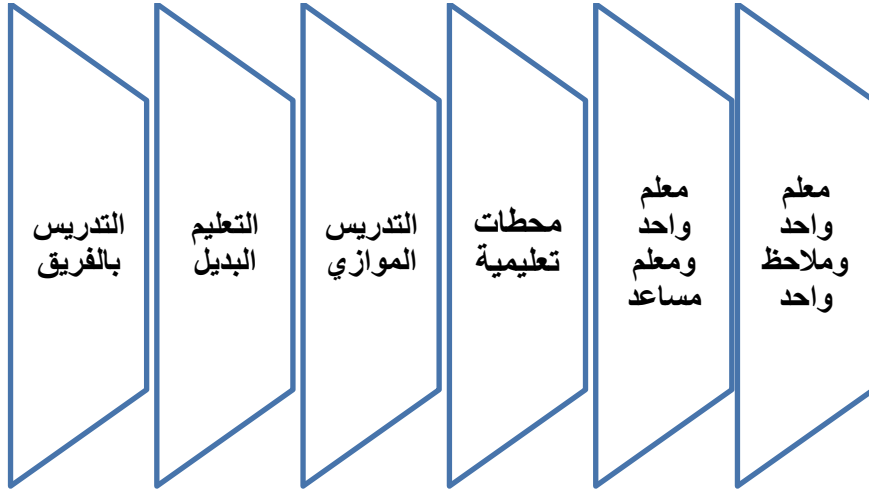 معلم
واحد
وملاحظ
واحد
معلم
واحد
ومعلم
مساعد
محطات
تعليمية
التدريس
الموازي
التعليم
البديل
التدريس
بالفريق